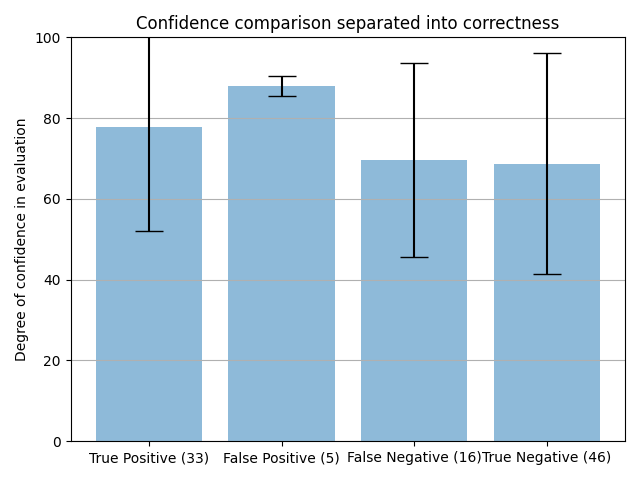 Confidence comparison separated into correctness
Degree of confidence in evaluation
100
80
60
40
20
0
True Positive (33) False Positive (5) False Negative (16) True Negative (46)